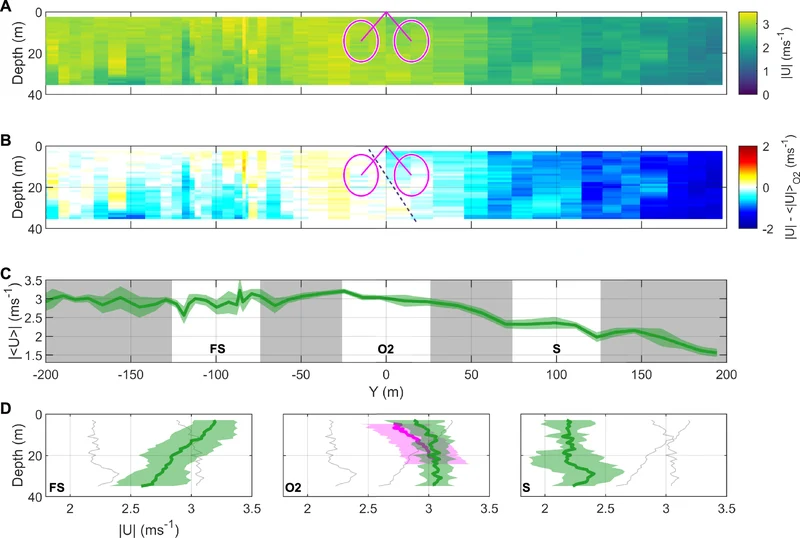 A
0
20
40
Depth (m)
3
2
1
0
|U| (ms-1)
B
0
20
40
Depth (m)
2
0
-2
|U| - <|U|>O2
C
3.5
3
2.5
2
1.5
|<U>| (ms-1)
FS
O2
S
-200
-150
-100
-50
0
50
100
150
200
Y (m)
D
0
20
40
Depth (m)
FS
O2
S
2
2.5
3
3.5
2
2.5
3
3.5
2
2.5
3
3.5
|U| (ms-1)